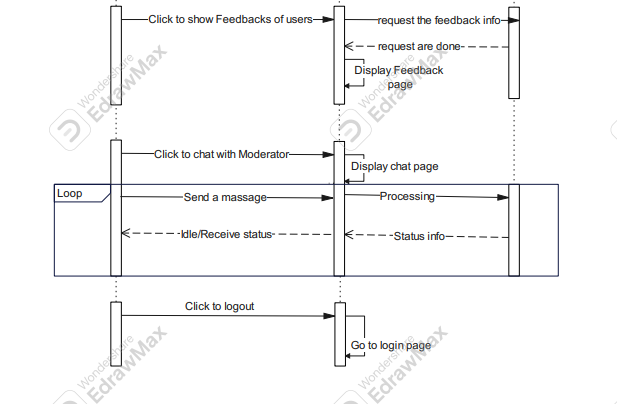 Click to show Feedbacks of users
request the feedback info
request are done
Display Feedback
page
Click to chat with Moderator
Display chat page
Loop
Send a massage
Processing
Idle/Receive status
Status info
Click to logout
Go to login page
Wondershare
EdrawMax
Wondershare
EdrawMax
Wondershare
EdrawMax
Wondershare
EdrawMax